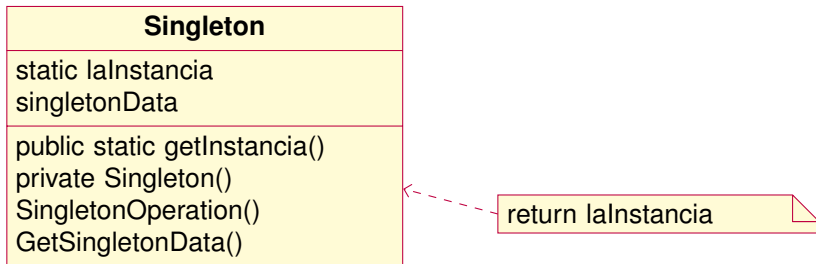 Singleton
static laInstancia
singletonData
public static getInstancia()
private Singleton()
SingletonOperation()
GetSingletonData()
return laInstancia